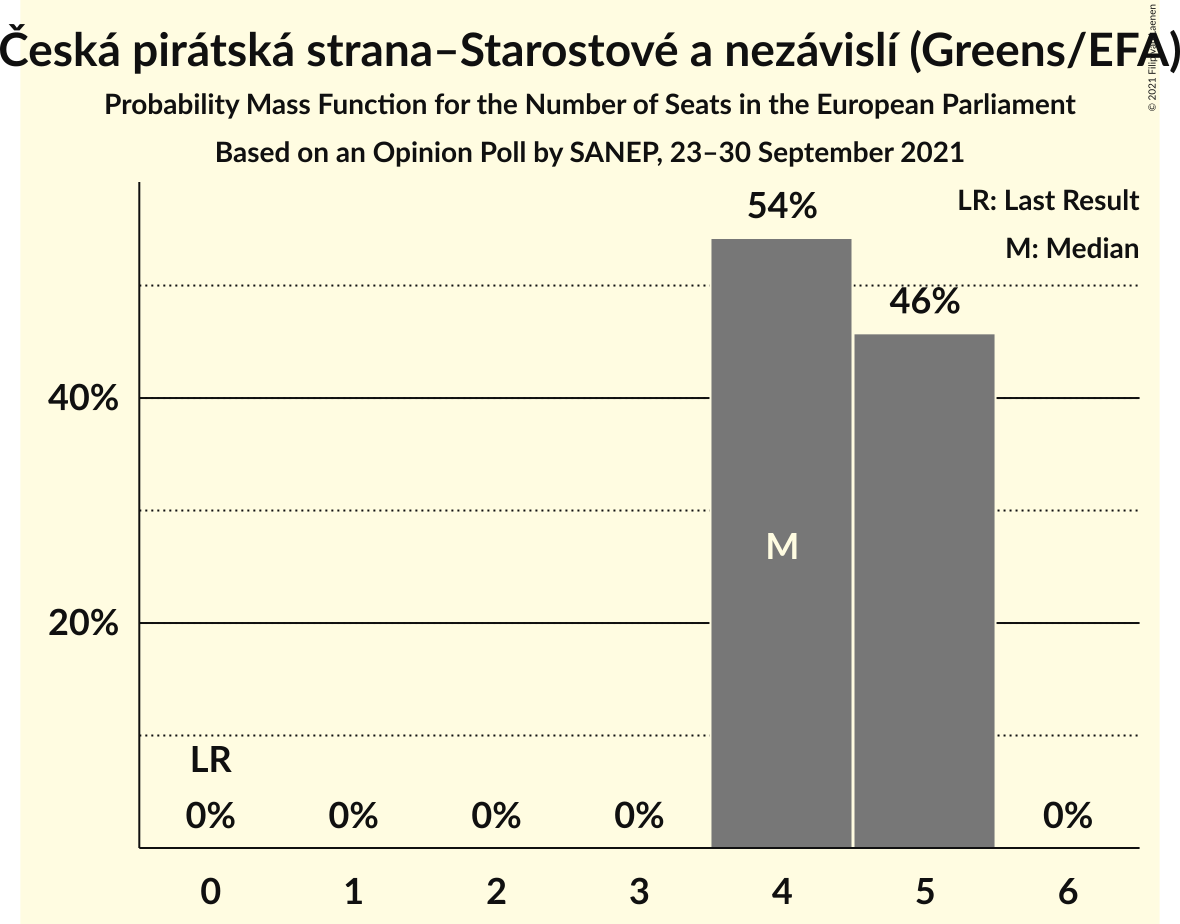 Česká pirátská strana–Starostové a nezávislí (Greens/EFA)
Probability Mass Function for the Number of Seats in the European Parliament
Based on an Opinion Poll by SANEP, 23–30 September 2021
LR: Last Result
M: Median
54%
46%
40%
M
20%
LR
0% 0% 0% 0% 0%
0 1 2 3 4 5 6
© 2021 Filip